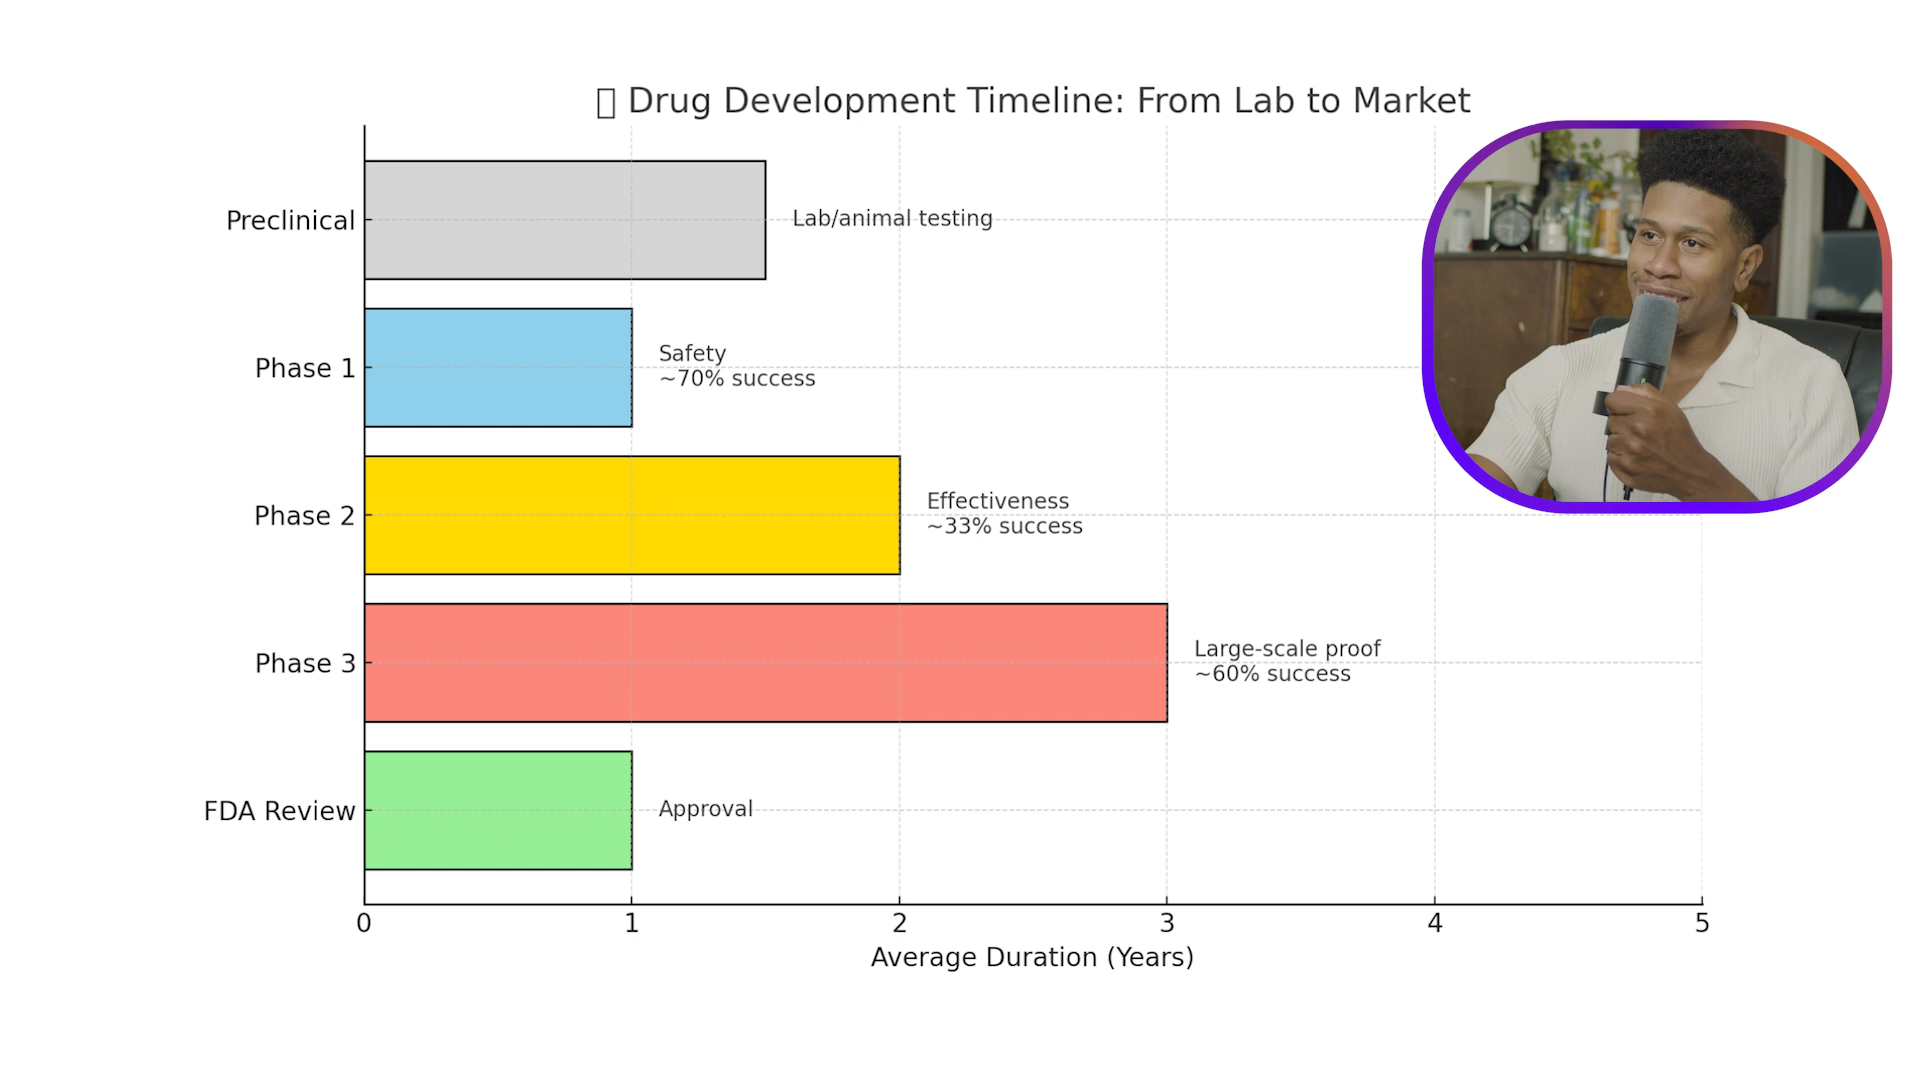 Drug Development Timeline: From Lab to Market
Preclinical
Lab/animal testing
Phase 1
Safety
~70% success
Phase 2
Effectiveness
~33% success
Phase 3
Large-scale proof
~60% success
FDA Review
Approval
0 1 2 3 4 5
Average Duration (Years)